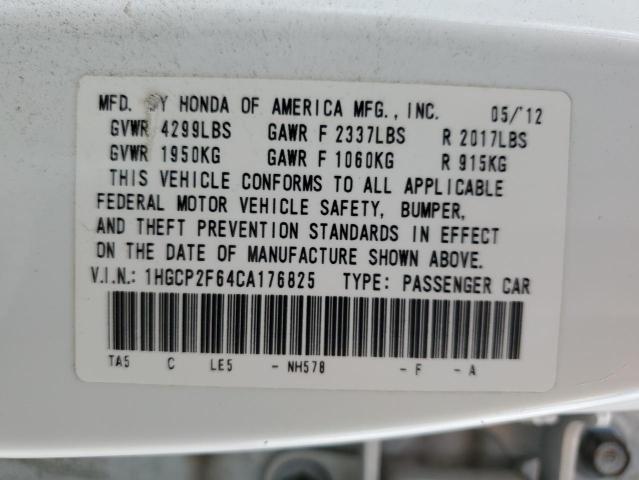 MFD. BY HONDA OF AMERICA MFG., INC. 05/'12
GVWR 4299LBS GAWR F 2337LBS R 2017LBS
GVWR 1950KG GAWR F 1060KG R 915KG
THIS VEHICLE CONFORMS TO ALL APPLICABLE
FEDERAL MOTOR VEHICLE SAFETY, BUMPER,
AND THEFT PREVENTION STANDARDS IN EFFECT
ON THE DATE OF MANUFACTURE SHOWN ABOVE.
V.I.N.: 1HGCP2F64CA176825 TYPE: PASSENGER CAR
TA5 C LE5 - NH578 - F - A